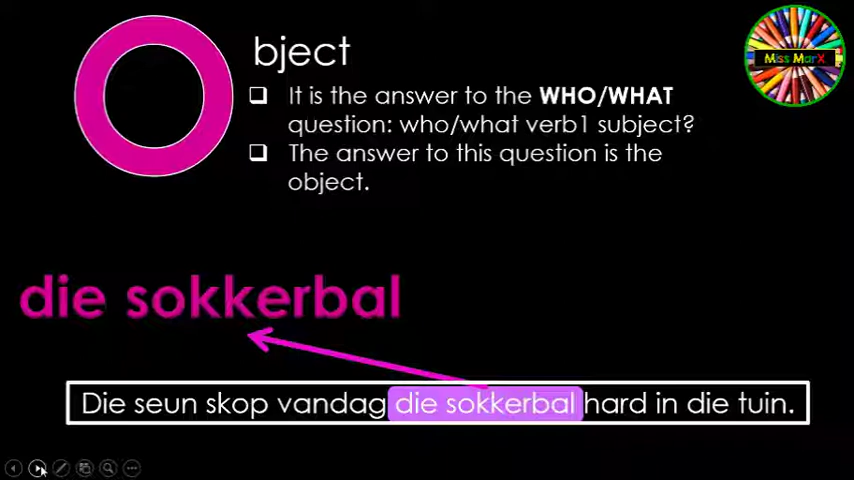 Object
It is the answer to the WHO/WHAT
question: who/what verb1 subject?
The answer to this question is the
object.
Miss MarX
die sokkerbal
Die seun skop vandag die sokkerbal hard in die tuin.